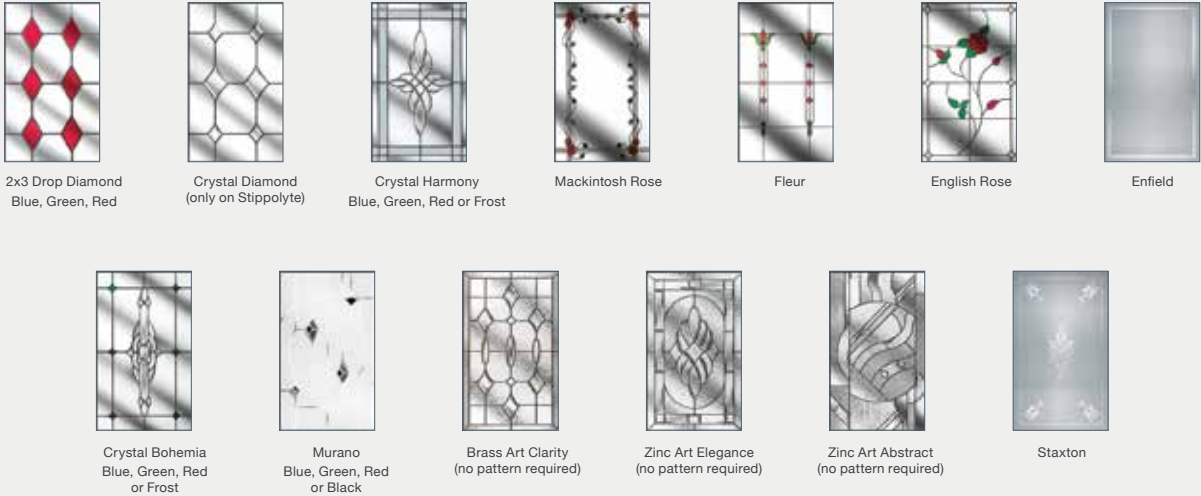 2x3 Drop Diamond
Blue, Green, Red
Crystal Diamond
(only on Stippolyte)
Crystal Harmony
Blue, Green, Red or Frost
Mackintosh Rose
Fleur
English Rose
Enfield
Crystal Bohemia
Blue, Green, Red
or Frost
Murano
Blue, Green, Red
or Black
Brass Art Clarity
(no pattern required)
Zinc Art Elegance
(no pattern required)
Zinc Art Abstract
(no pattern required)
Staxton